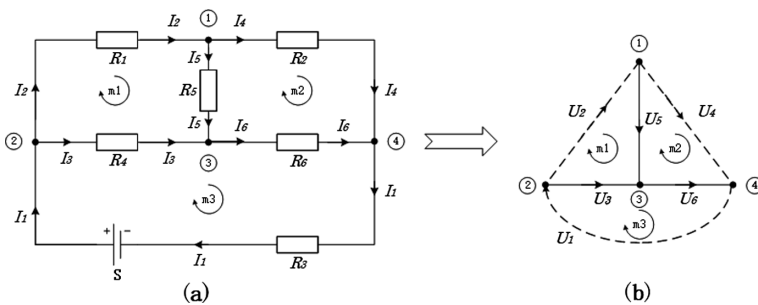 ① I2 I4
R1 I5 R2
I2 m1 R5 m2 I4
② I5 I6 I6 ④
I3 R4 I3 ③ R6
m3 I1
I1 + -
S I1 R3
(a)
①
U2 U5 U4
m1 m2
② U3 ③ U6 ④
U1 m3
(b)